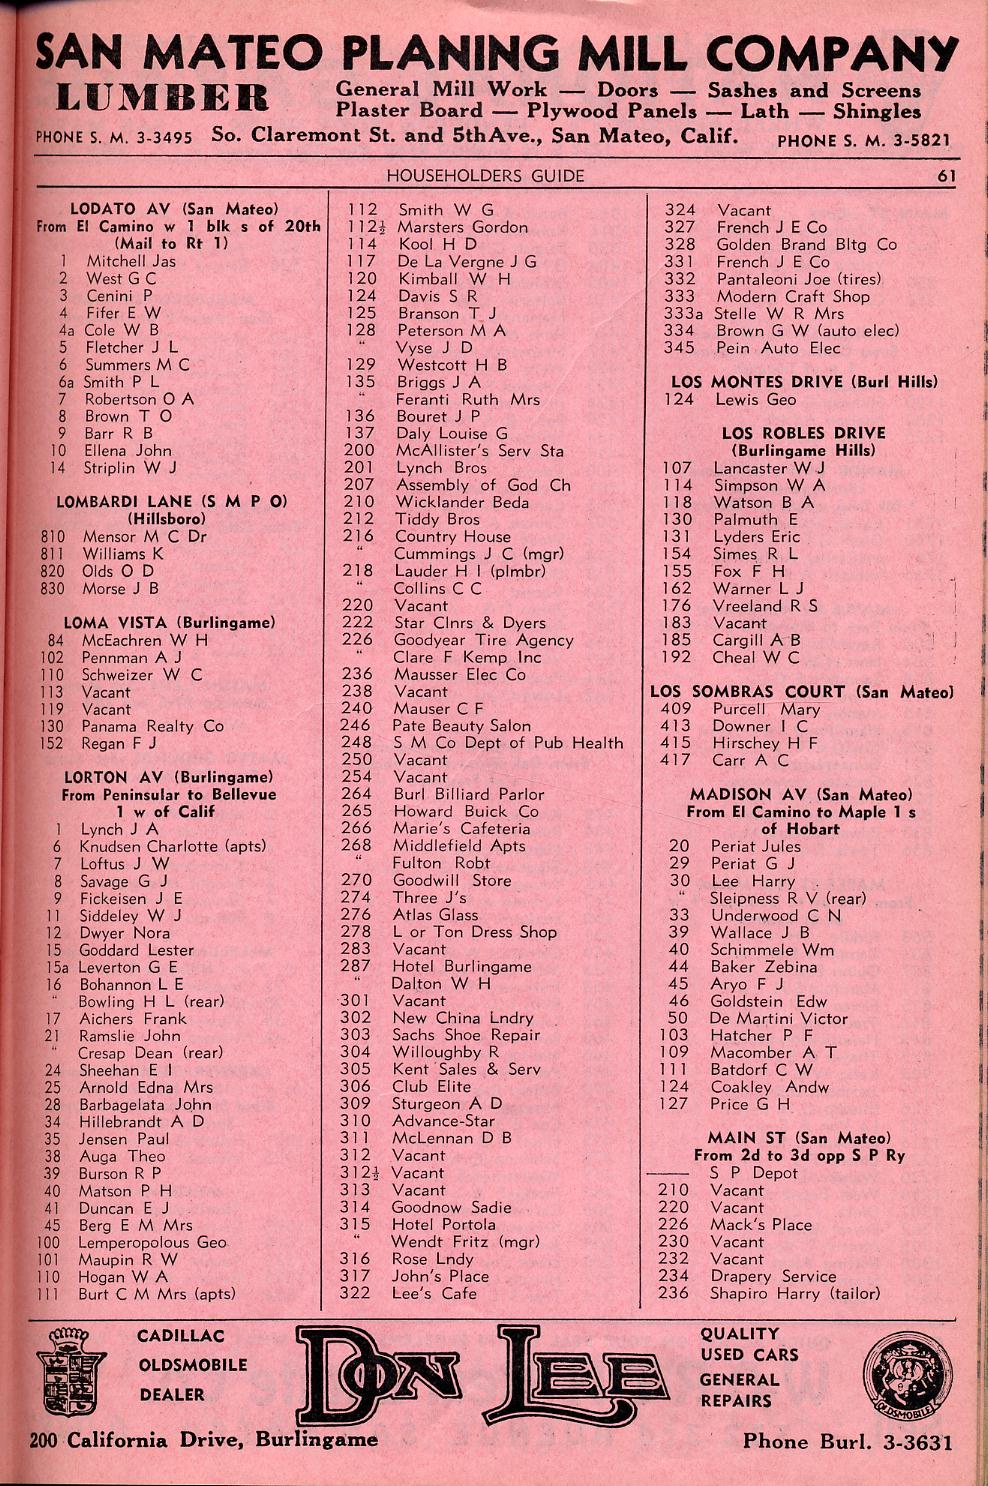 SAN MATEO PLANING MILL COMPANY
LUMBER
General Mill Work — Doors — Sashes and Screens
Plaster Board — Plywood Panels — Lath — Shingles
PHONE S. M. 3-3495 So. Claremont St. and 5th Ave., San Mateo, Calif. PHONE S. M. 3-5821
HOUSEHOLDERS GUIDE 61
LODATO AV (San Mateo)
From El Camino w 1 blk s of 20th
(Mail to Rt 1)
1 Mitchell Jas
2 West G C
3 Cenini P
4 Fifer E W
4a Cole W B
5 Fletcher J L
6 Summers M C
6a Smith P L
7 Robertson O A
8 Brown T O
9 Barr R B
10 Ellena John
14 Striplin W J
LOMBARDI LANE (S M P O)
(Hillsboro)
810 Mensor M C Dr
811 Williams K
820 Olds O D
830 Morse J B
LOMA VISTA (Burlingame)
84 McEachren W H
102 Pennman A J
110 Schweizer W C
113 Vacant
119 Vacant
130 Panama Realty Co
152 Regan F J
LORTON AV (Burlingame)
From Peninsular to Bellevue
1 w of Calif
1 Lynch J A
6 Knudsen Charlotte (apts)
7 Loftus J W
8 Savage G J
9 Fickeisen J E
11 Siddeley W J
12 Dwyer Nora
15 Goddard Lester
15a Leverton G E
16 Bohannon L E
" Bowling H L (rear)
17 Aichers Frank
21 Ramslie John
" Cresap Dean (rear)
24 Sheehan E I
25 Arnold Edna Mrs
28 Barbagelata John
34 Hillebrandt A D
35 Jensen Paul
38 Auga Theo
39 Burson R P
40 Matson P H
41 Duncan E J
45 Berg E M Mrs
100 Lemperopolous Geo
101 Maupin R W
110 Hogan W A
111 Burt C M Mrs (apts)
112 Smith W G
112½ Marsters Gordon
114 Kool H D
117 De La Vergne J G
120 Kimball W H
124 Davis S R
125 Branson T J
128 Peterson M A
" Vyse J D
129 Westcott H B
135 Briggs J A
" Feranti Ruth Mrs
136 Bouret J P
137 Daly Louise G
200 McAllister's Serv Sta
201 Lynch Bros
207 Assembly of God Ch
210 Wicklander Beda
212 Tiddy Bros
216 Country House
" Cummings J C (mgr)
218 Lauder H I (plmbr)
" Collins C C
220 Vacant
222 Star Clnrs & Dyers
226 Goodyear Tire Agency
" Clare F Kemp Inc
236 Mausser Elec Co
238 Vacant
240 Mauser C F
246 Pate Beauty Salon
248 S M Co Dept of Pub Health
250 Vacant
254 Vacant
264 Burl Billiard Parlor
265 Howard Buick Co
266 Marie's Cafeteria
268 Middlefield Apts
" Fulton Robt
270 Goodwill Store
274 Three J's
276 Atlas Glass
278 L or Ton Dress Shop
283 Vacant
287 Hotel Burlingame
" Dalton W H
301 Vacant
302 New China Lndry
303 Sachs Shoe Repair
304 Willoughby R
305 Kent Sales & Serv
306 Club Elite
309 Sturgeon A D
310 Advance-Star
311 McLennan D B
312 Vacant
312½ Vacant
313 Vacant
314 Goodnow Sadie
315 Hotel Portola
" Wendt Fritz (mgr)
316 Rose Lndy
317 John's Place
322 Lee's Cafe
324 Vacant
327 French J E Co
328 Golden Brand Bltg Co
331 French J E Co
332 Pantaleoni Joe (tires)
333 Modern Craft Shop
333a Stelle W R Mrs
334 Brown G W (auto elec)
345 Pein Auto Elec
LOS MONTES DRIVE (Burl Hills)
124 Lewis Geo
LOS ROBLES DRIVE
(Burlingame Hills)
107 Lancaster W J
114 Simpson W A
118 Watson B A
130 Palmuth E
131 Lyders Eric
154 Simes R L
155 Fox F H
162 Warner L J
176 Vreeland R S
183 Vacant
185 Cargill A B
192 Cheal W C
LOS SOMBRAS COURT (San Mateo)
409 Purcell Mary
413 Downer I C
415 Hirschey H F
417 Carr A C
MADISON AV (San Mateo)
From El Camino to Maple 1 s
of Hobart
20 Periat Jules
29 Periat G J
30 Lee Harry
" Sleipness R V (rear)
33 Underwood C N
39 Wallace J B
40 Schimmele Wm
44 Baker Zebina
45 Aryo F J
46 Goldstein Edw
50 De Martini Victor
103 Hatcher P F
109 Macomber A T
111 Batdorf C W
124 Coakley Andw
127 Price G H
MAIN ST (San Mateo)
From 2d to 3d opp S P Ry
—— S P Depot
210 Vacant
220 Vacant
226 Mack's Place
230 Vacant
232 Vacant
234 Drapery Service
236 Shapiro Harry (tailor)
CADILLAC
OLDSMOBILE
DEALER
DON LEE
QUALITY
USED CARS
GENERAL
REPAIRS
OLDSMOBILE
200 California Drive, Burlingame Phone Burl. 3-3631